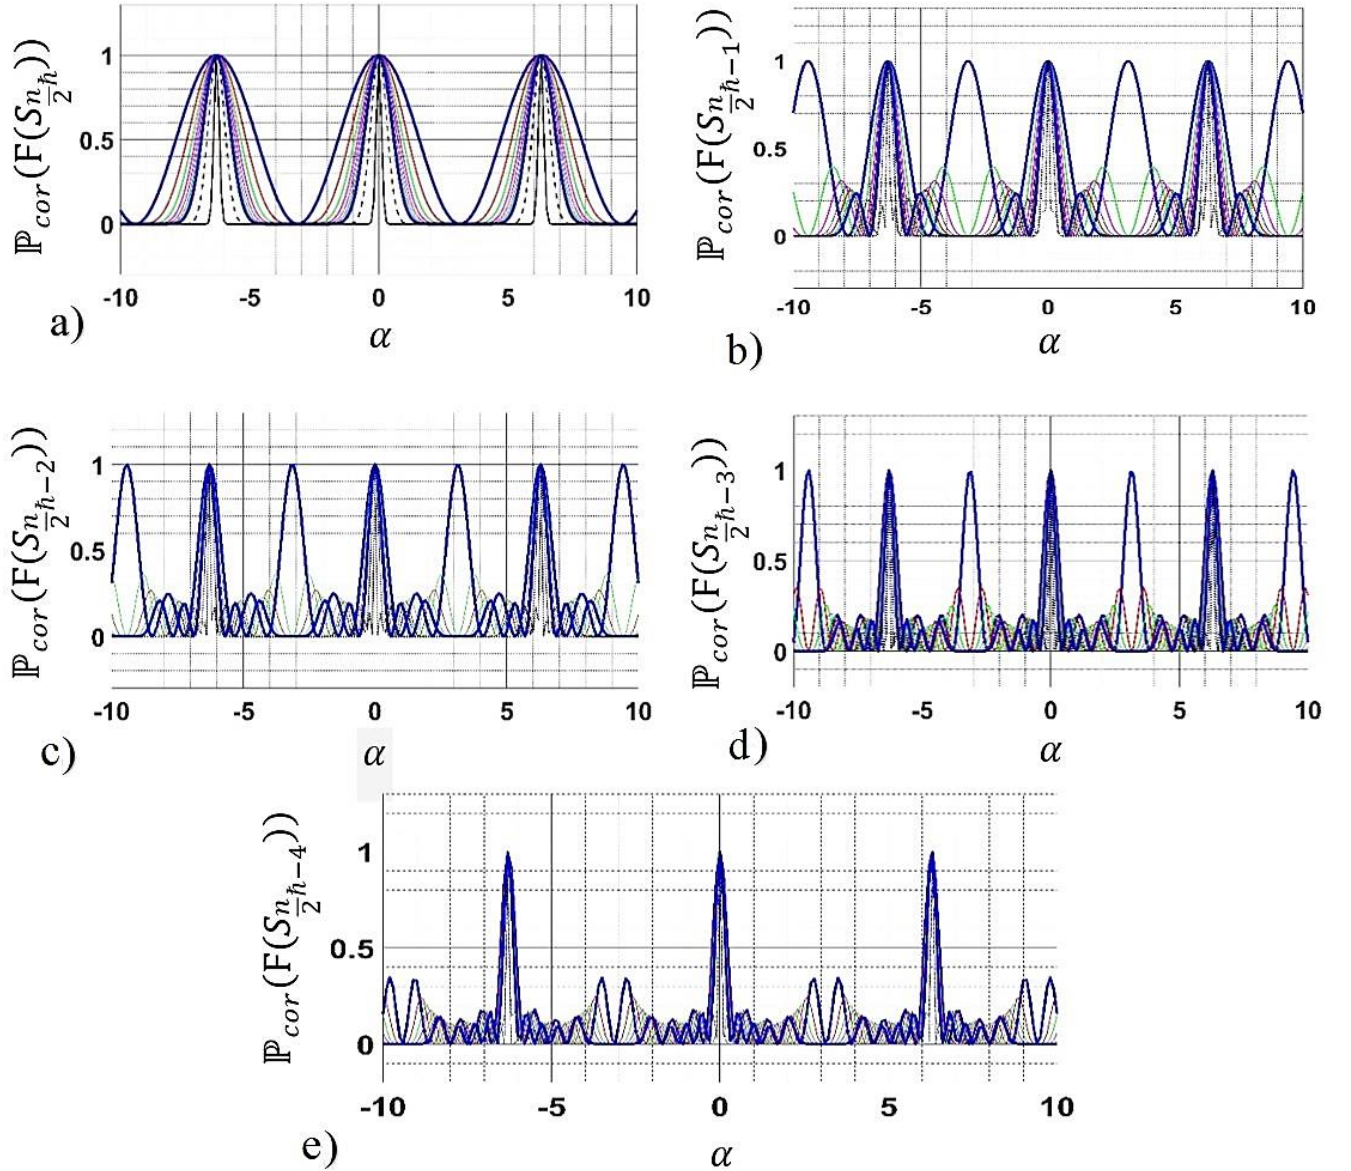 ℙcor(F(Sn/2 ħ))
1
0.5
0
-10 -5 0 5 10
a)
α
ℙcor(F(Sn/2 ħ−1))
1
0.5
0
-10 -5 0 5 10
b)
α
ℙcor(F(Sn/2 ħ−2))
1
0.5
0
-10 -5 0 5 10
c)
α
ℙcor(F(Sn/2 ħ−3))
1
0.5
0
-10 -5 0 5 10
d)
α
ℙcor(F(Sn/2 ħ−4))
1
0.5
0
-10 -5 0 5 10
e)
α